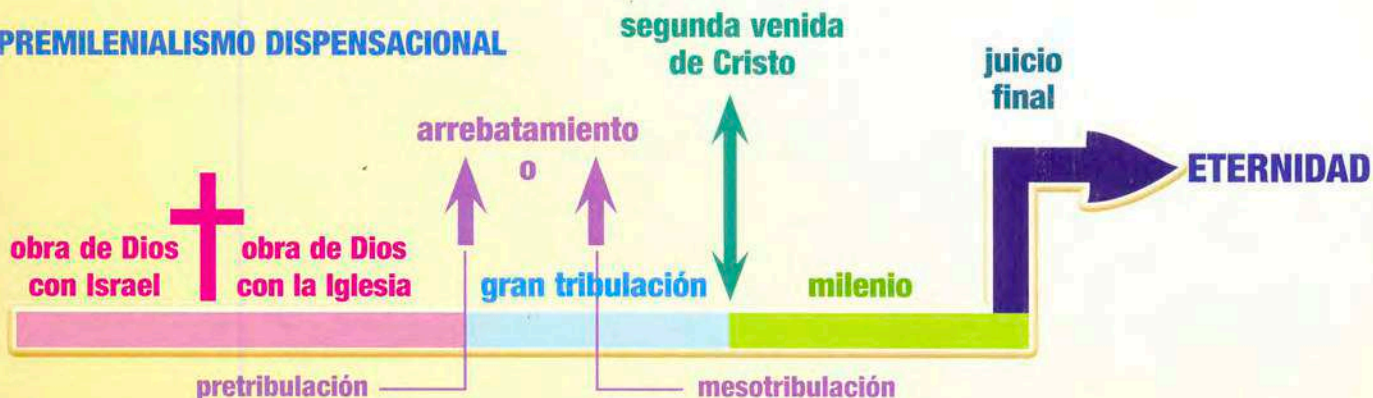 PREMILENIALISMO DISPENSACIONAL
segunda venida
de Cristo
juicio
final
arrebatamiento
o
ETERNIDAD
obra de Dios
con Israel
obra de Dios
con la Iglesia
gran tribulación
milenio
pretribulación
mesotribulación